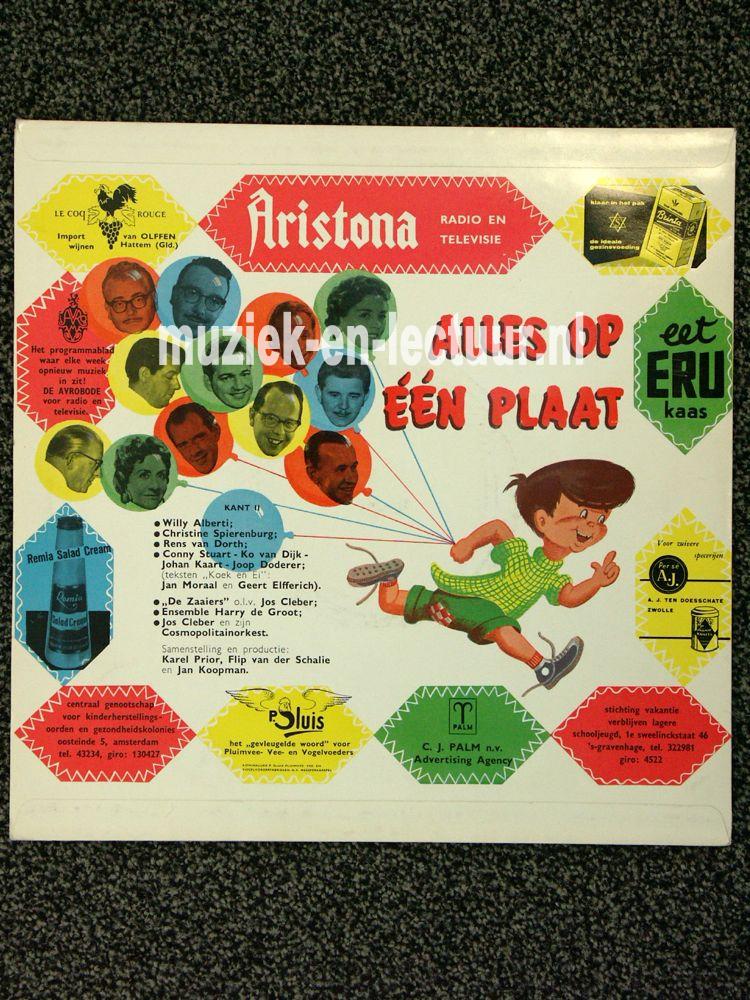 LE COQ ROUGE
Import van OLFFEN
wijnen Hattem (Gld.)
Aristona
RADIO EN
TELEVISIE
klaar in het pak
Brinta
de ideale
gezinsvoeding
Het programmablad
waar elke week
opnieuw muziek
in zit!
DE AVROBODE
voor radio en
televisie.
muziek-en-lectuur.nl
ALLES OP
ÉÉN PLAAT
eet
ERU
kaas
KANT II
• Willy Alberti;
• Christine Spierenburg;
• Rens van Dorth;
• Conny Stuart - Ko van Dijk -
Johan Kaart - Joop Doderer;
(teksten „Koek en Ei":
Jan Moraal en Geert Elfferich).
• „De Zaaiers" o.l.v. Jos Cleber;
• Ensemble Harry de Groot;
• Jos Cleber en zijn
Cosmopolitainorkest.
Samenstelling en productie:
Karel Prior, Flip van der Schalie
en Jan Koopman.
Remia Salad Cream
Remia
Salad Cream
Voor zuivere
specerijen
Per sé
A.J.
A. J. TEN DOESSCHATE
ZWOLLE
centraal genootschap
voor kinderherstellings-
oorden en gezondheidskolonies
oosteinde 5, amsterdam
tel. 43234, giro: 130427
P. Sluis
het „gevleugelde woord" voor
Pluimvee- Vee- en Vogelvoeders
PALM
C. J. PALM n.v.
Advertising Agency
stichting vakantie
verblijven lagere
schooljeugd, 1e sweelinckstaat 46
's-gravenhage, tel. 322981
giro: 4522